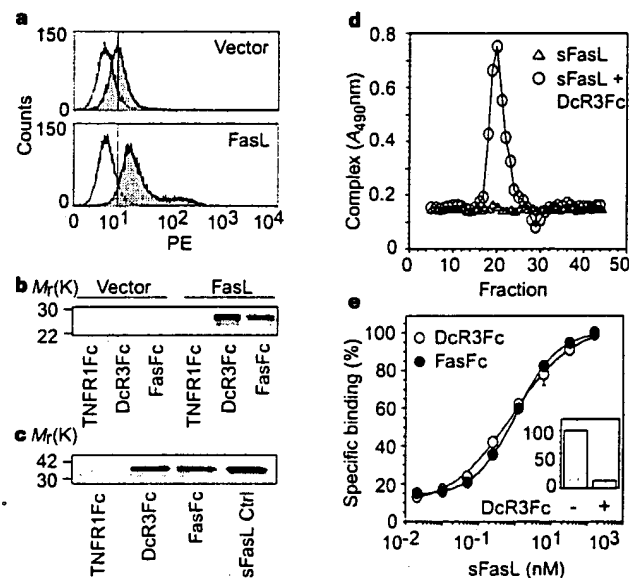 a
150
Vector
0
Counts
150
FasL
0
10⁰ 10¹ 10² 10³ 10⁴
PE
b Mr(K) Vector FasL
30
22
TNFR1Fc DcR3Fc FasFc TNFR1Fc DcR3Fc FasFc
c Mr(K)
42
30
TNFR1Fc DcR3Fc FasFc sFasL Ctrl
d
Complex (A490nm)
0.8
0.6
0.4
0.2
0
0 10 20 30 40 50
Fraction
sFasL
sFasL +
DcR3Fc
e
Specific binding (%)
100
80
60
40
20
0
DcR3Fc
FasFc
100
50
0
DcR3Fc - +
10⁻² 10⁻¹ 10⁰ 10¹ 10² 10³
sFasL (nM)